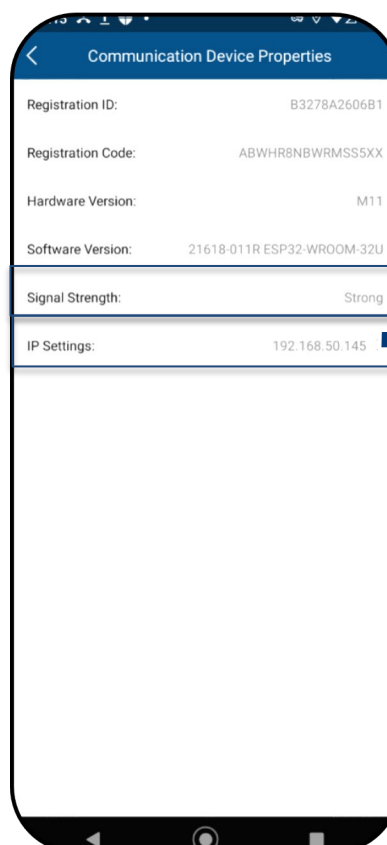 Communication Device Properties
Registration ID: B3278A2606B1
Registration Code: ABWHR8NBWRMSS5XX
Hardware Version: M11
Software Version: 21618-011R ESP32-WROOM-32U
Signal Strength: Strong
IP Settings: 192.168.50.145